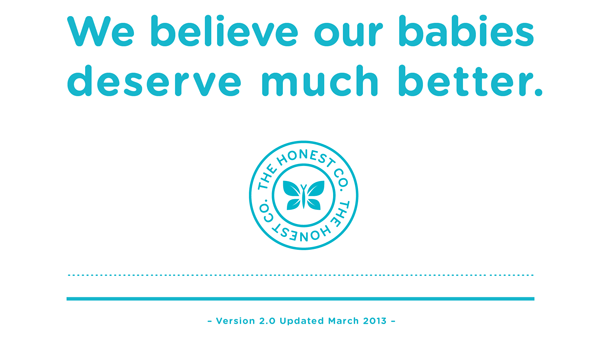 We believe our babies
deserve much better.
THE HONEST CO. THE HONEST CO.
– Version 2.0 Updated March 2013 –